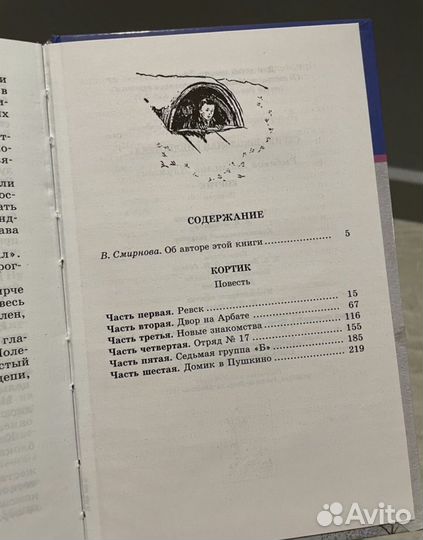 СОДЕРЖАНИЕ
В. Смирнова. Об авторе этой книги .................... 5
КОРТИК
Повесть
Часть первая. Ревск .................... 15
Часть вторая. Двор на Арбате .................... 67
Часть третья. Новые знакомства .................... 116
Часть четвертая. Отряд № 17 .................... 155
Часть пятая. Седьмая группа «Б» .................... 185
Часть шестая. Домик в Пушкино .................... 219
Avito